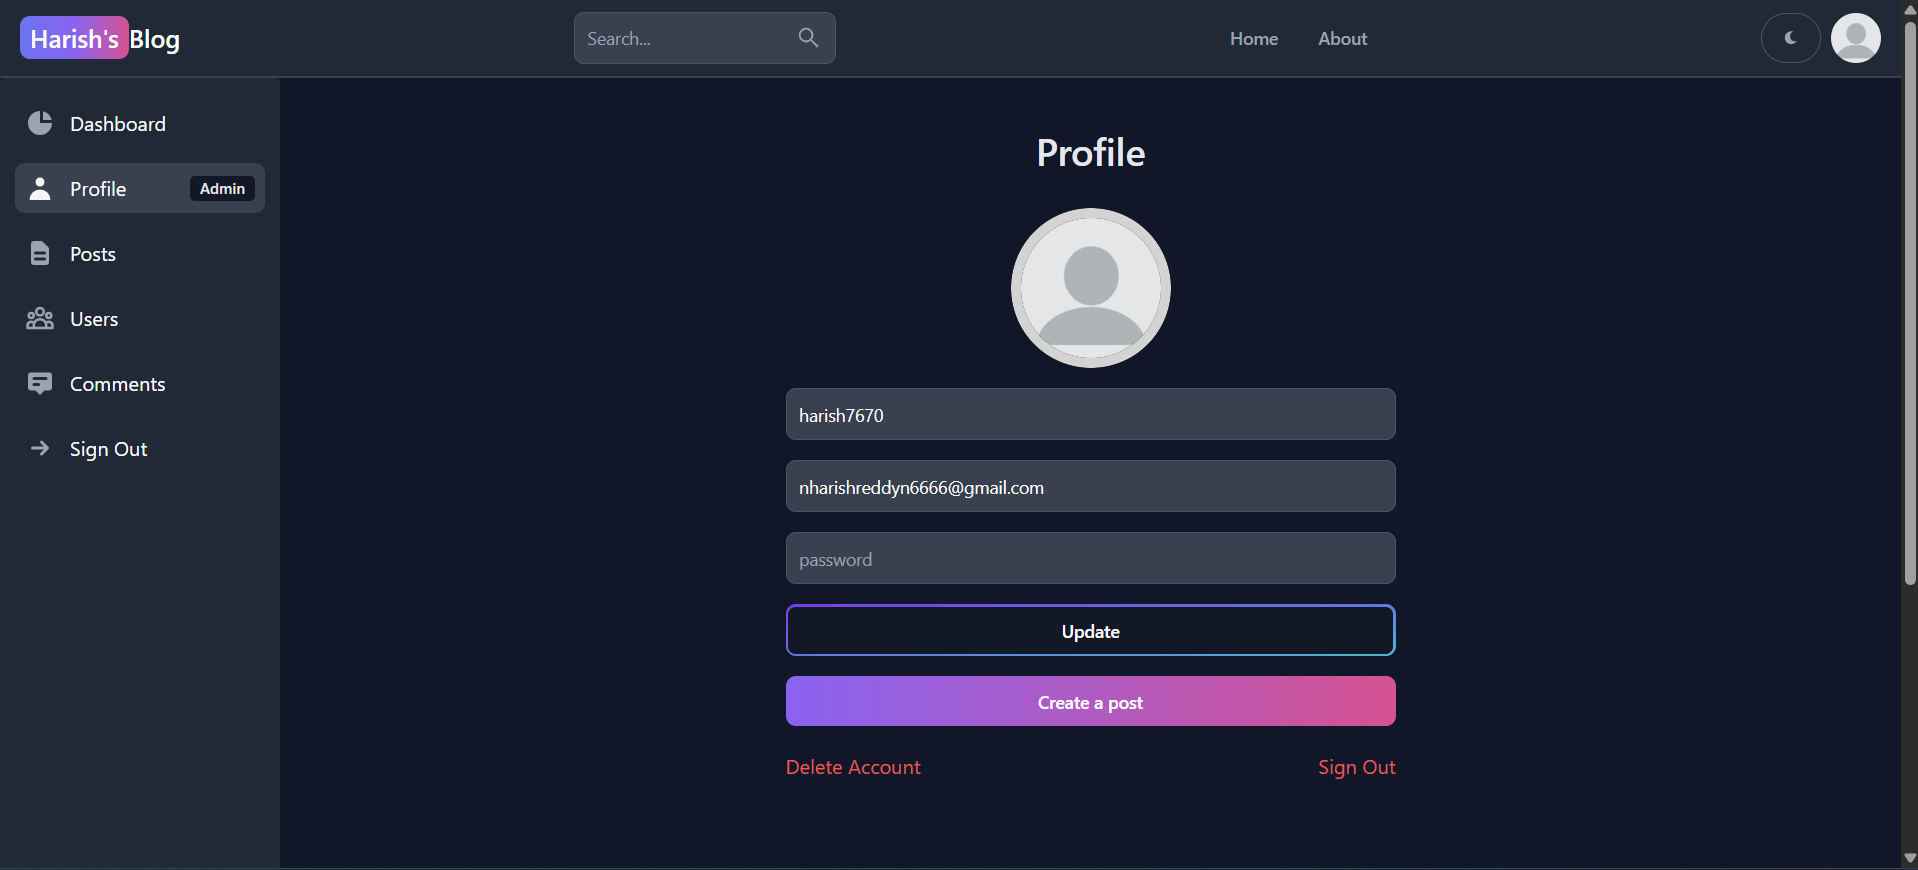 Harish's Blog
Search...
Home
About
Dashboard
Profile
Admin
Posts
Users
Comments
Sign Out
Profile
harish7670
nharishreddyn6666@gmail.com
password
Update
Create a post
Delete Account
Sign Out